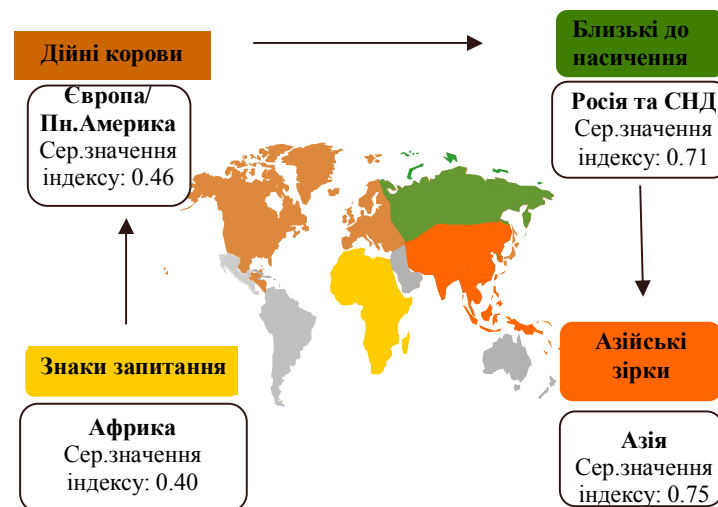 Дійні корови
Європа/
Пн.Америка
Сер.значення
індексу: 0.46
Близькі до
насичення
Росія та СНД
Сер.значення
індексу: 0.71
Знаки запитання
Африка
Сер.значення
індексу: 0.40
Азійські
зірки
Азія
Сер.значення
індексу: 0.75